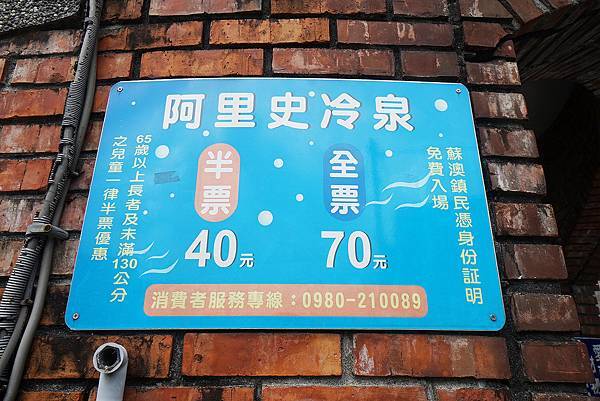 阿里史冷泉
蘇澳鎮民憑身份証明
免費入場
全票
70元
半票
40元
65歲以上長者及未滿130公分
之兒童一律半票優惠
消費者服務專線：0980-210089